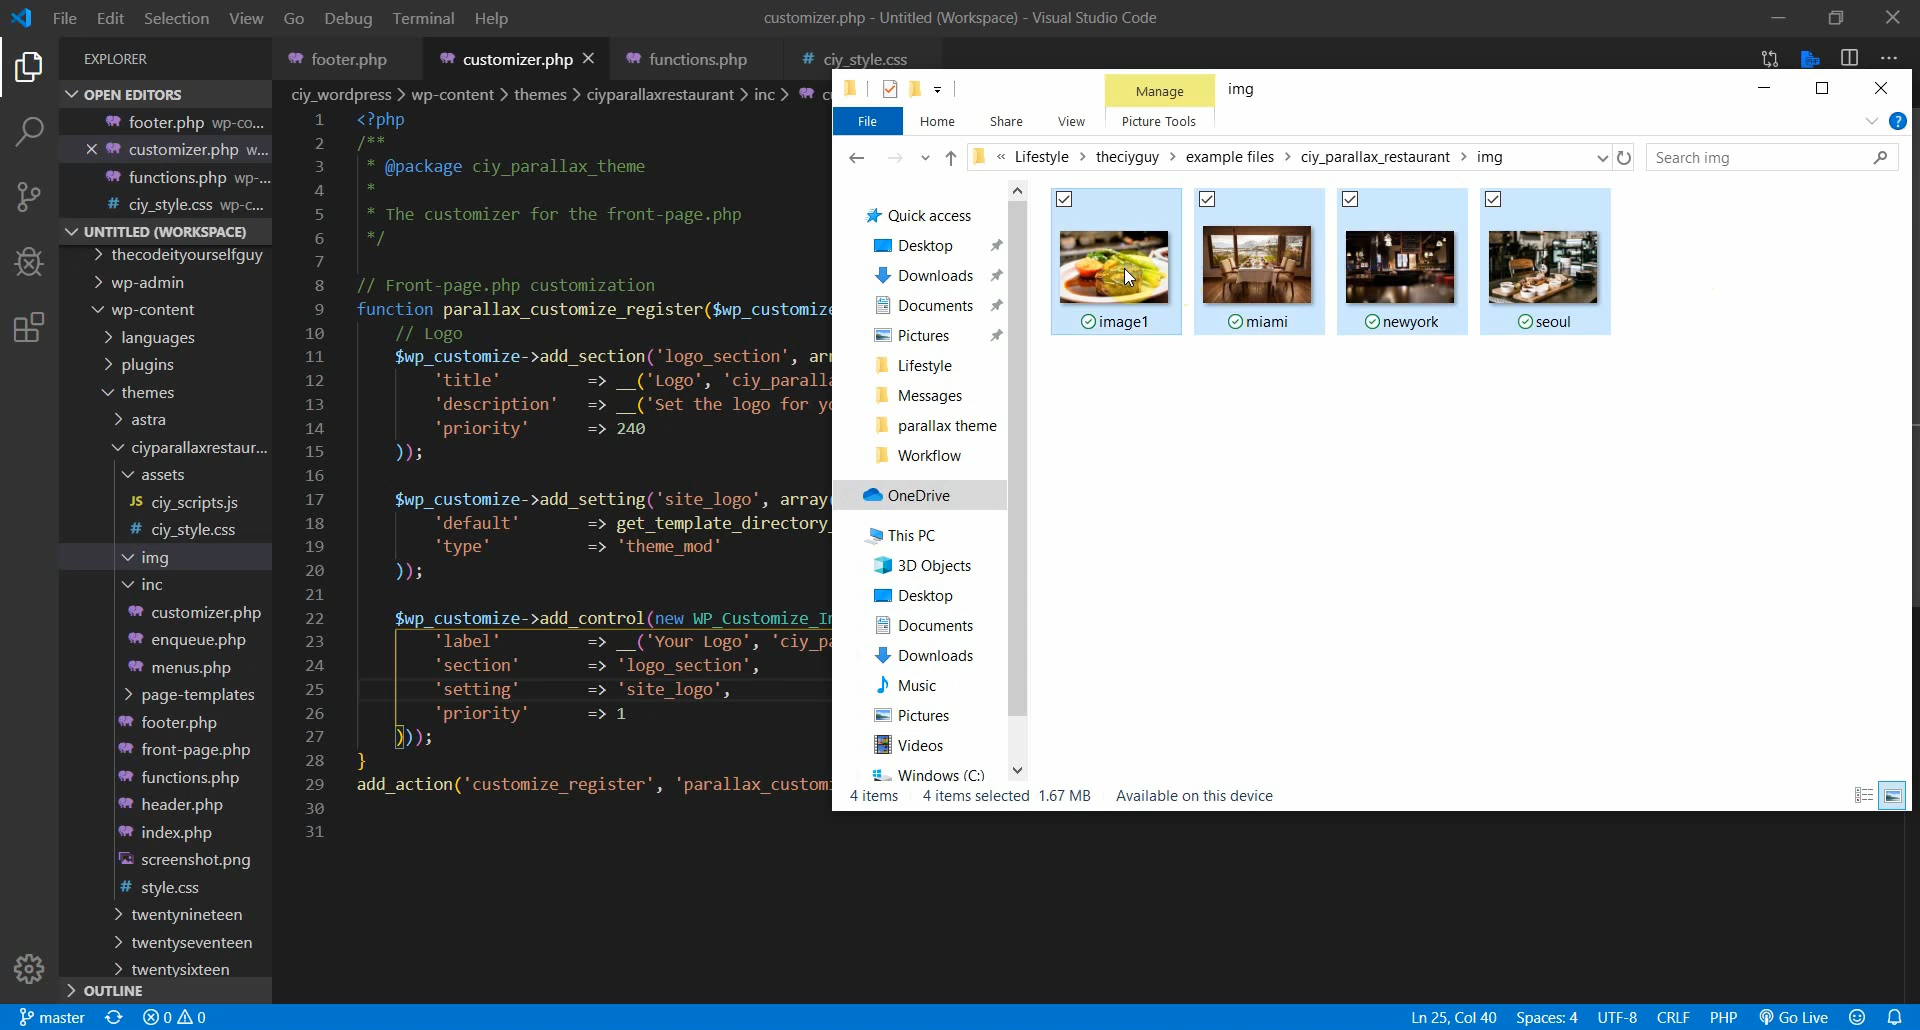 File Edit Selection View Go Debug Terminal Help
customizer.php - Untitled (Workspace) - Visual Studio Code
EXPLORER
OPEN EDITORS
footer.php wp-co...
customizer.php w...
functions.php wp-...
ciy_style.css wp-c...
UNTITLED (WORKSPACE)
thecodeityourselfguy
wp-admin
wp-content
languages
plugins
themes
astra
ciyparallaxrestaur...
assets
JS ciy_scripts.js
# ciy_style.css
img
inc
customizer.php
enqueue.php
menus.php
page-templates
footer.php
front-page.php
functions.php
header.php
index.php
screenshot.png
# style.css
twentynineteen
twentyseventeen
twentysixteen
OUTLINE
footer.php customizer.php functions.php # ciy_style.css
ciy_wordpress > wp-content > themes > ciyparallaxrestaurant > inc >
1 <?php
2 /**
3 * @package ciy_parallax_theme
4 *
5 * The customizer for the front-page.php
6 */
7
8 // Front-page.php customization
9 function parallax_customize_register($wp_customize
10 // Logo
11 $wp_customize->add_section('logo_section', arr
12 'title' => __('Logo', 'ciy_paralla
13 'description' => __('Set the logo for yo
14 'priority' => 240
15 ));
16
17 $wp_customize->add_setting('site_logo', array(
18 'default' => get_template_directory_
19 'type' => 'theme_mod'
20 ));
21
22 $wp_customize->add_control(new WP_Customize_Im
23 'label' => __('Your Logo', 'ciy_pa
24 'section' => 'logo_section',
25 'setting' => 'site_logo',
26 'priority' => 1
27 )));
28 }
29 add_action('customize_register', 'parallax_customi
30
31
Manage img
File Home Share View Picture Tools
« Lifestyle > theciyguy > example files > ciy_parallax_restaurant > img
Search img
Quick access
Desktop
Downloads
Documents
Pictures
Lifestyle
Messages
parallax theme
Workflow
OneDrive
This PC
3D Objects
Desktop
Documents
Downloads
Music
Pictures
Videos
Windows (C:)
image1 miami newyork seoul
4 items 4 items selected 1.67 MB Available on this device
master 0 0
Ln 25, Col 40 Spaces: 4 UTF-8 CRLF PHP Go Live